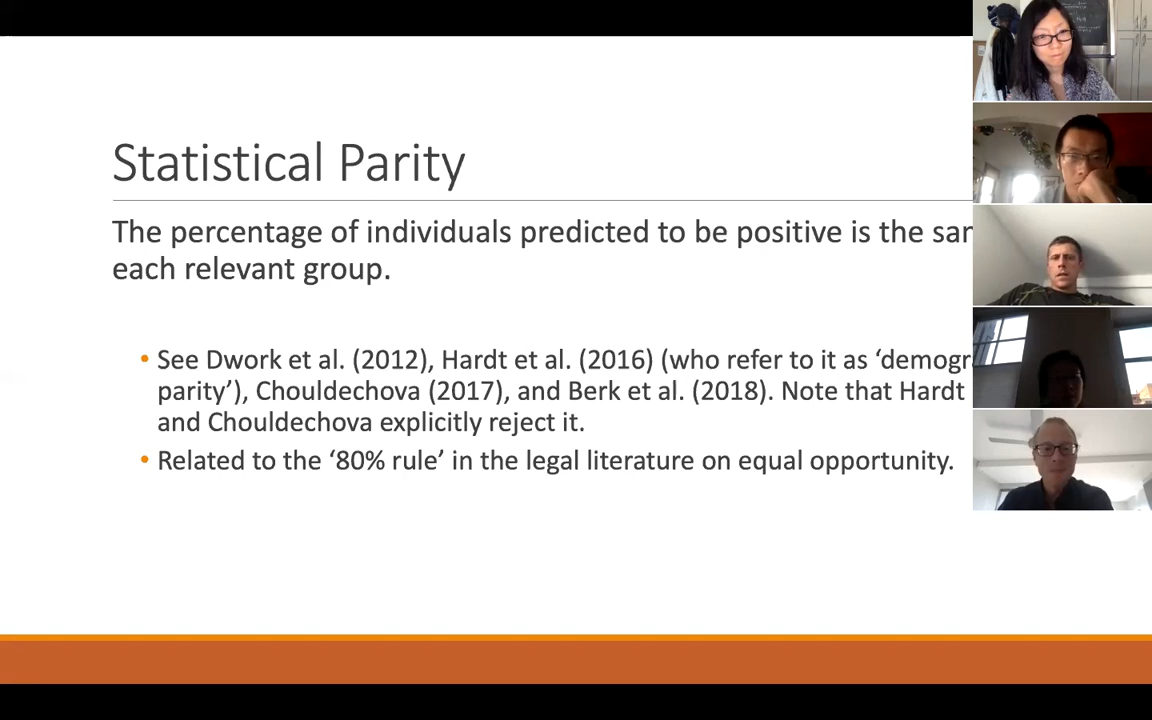 Statistical Parity
The percentage of individuals predicted to be positive is the
each relevant group.
• See Dwork et al. (2012), Hardt et al. (2016) (who refer to it as
parity’), Chouldechova (2017), and Berk et al. (2018). Note that Hardt
and Chouldechova explicitly reject it.
• Related to the ‘80% rule’ in the legal literature on equal opportunity.